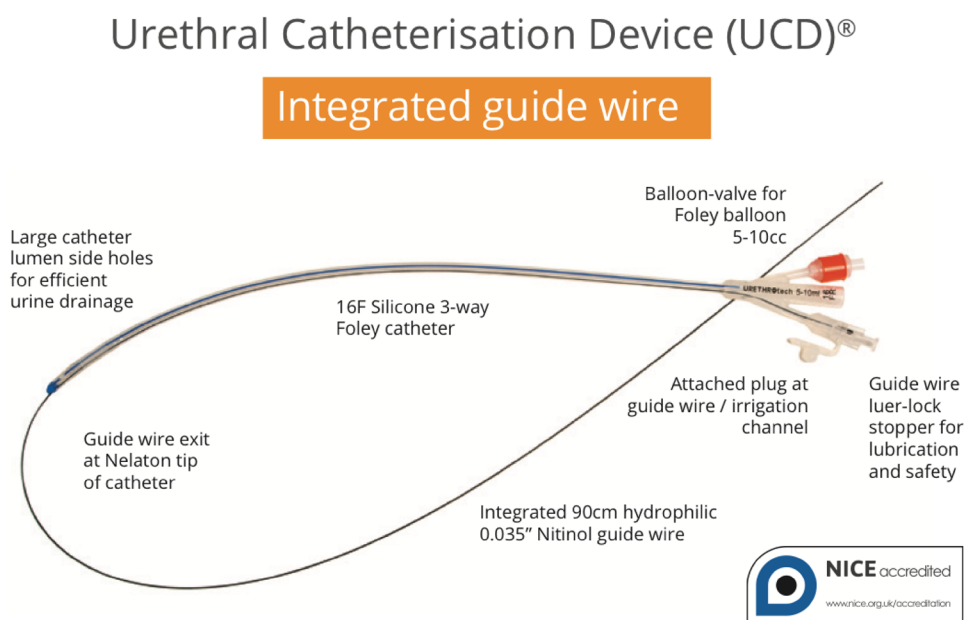 Urethral Catheterisation Device (UCD)®
Integrated guide wire
Balloon-valve for
Foley balloon
5-10cc
Large catheter
lumen side holes
for efficient
urine drainage
URETHROtech 5-10ml
16F Silicone 3-way
Foley catheter
Attached plug at
guide wire / irrigation
channel
Guide wire
luer-lock
stopper for
lubrication
and safety
Guide wire exit
at Nelaton tip
of catheter
Integrated 90cm hydrophilic
0.035” Nitinol guide wire
NICE accredited
www.nice.org.uk/accreditation